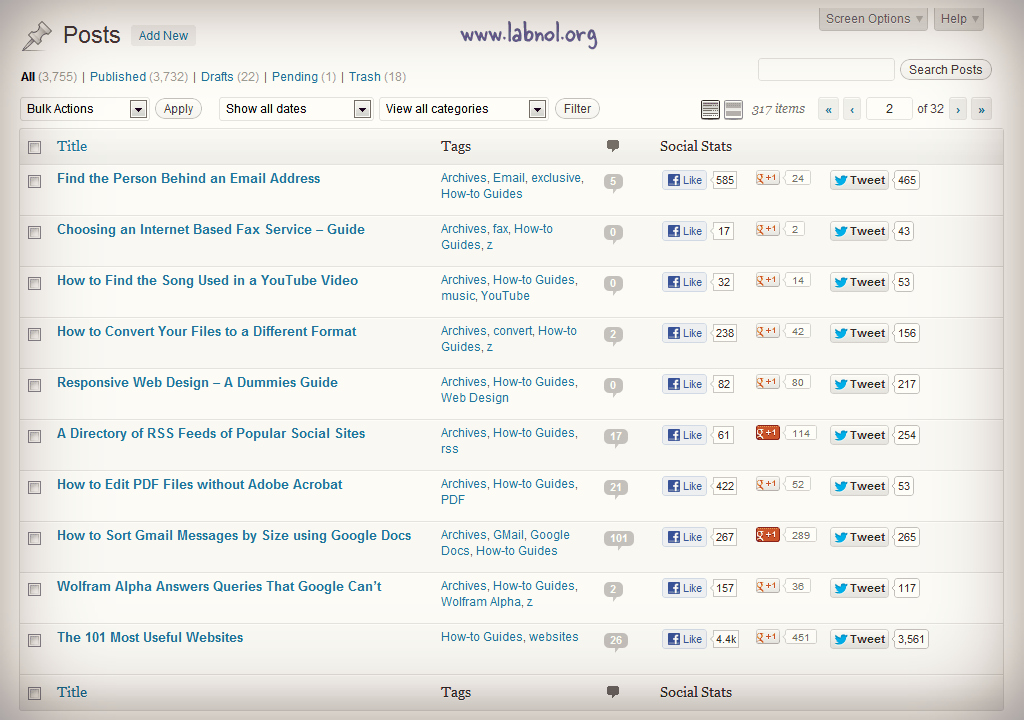 Screen Options Help
Posts Add New www.labnol.org
All (3,755) | Published (3,732) | Drafts (22) | Pending (1) | Trash (18)
Search Posts
Bulk Actions Apply Show all dates View all categories Filter 317 items « ‹ 2 of 32 › »
Title Tags Social Stats
Find the Person Behind an Email Address Archives, Email, exclusive, 5 Like 585 g +1 24 Tweet 465
How-to Guides
Choosing an Internet Based Fax Service – Guide Archives, fax, How-to 0 Like 17 g +1 2 Tweet 43
Guides, z
How to Find the Song Used in a YouTube Video Archives, How-to Guides, 0 Like 32 g +1 14 Tweet 53
music, YouTube
How to Convert Your Files to a Different Format Archives, convert, How-to 2 Like 238 g +1 42 Tweet 156
Guides, z
Responsive Web Design – A Dummies Guide Archives, How-to Guides, 0 Like 82 g +1 80 Tweet 217
Web Design
A Directory of RSS Feeds of Popular Social Sites Archives, How-to Guides, 17 Like 61 g +1 114 Tweet 254
rss
How to Edit PDF Files without Adobe Acrobat Archives, How-to Guides, 21 Like 422 g +1 52 Tweet 53
PDF
How to Sort Gmail Messages by Size using Google Docs Archives, GMail, Google 101 Like 267 g +1 289 Tweet 265
Docs, How-to Guides
Wolfram Alpha Answers Queries That Google Can’t Archives, How-to Guides, 2 Like 157 g +1 36 Tweet 117
Wolfram Alpha, z
The 101 Most Useful Websites How-to Guides, websites 26 Like 4.4k g +1 451 Tweet 3,561
Title Tags Social Stats